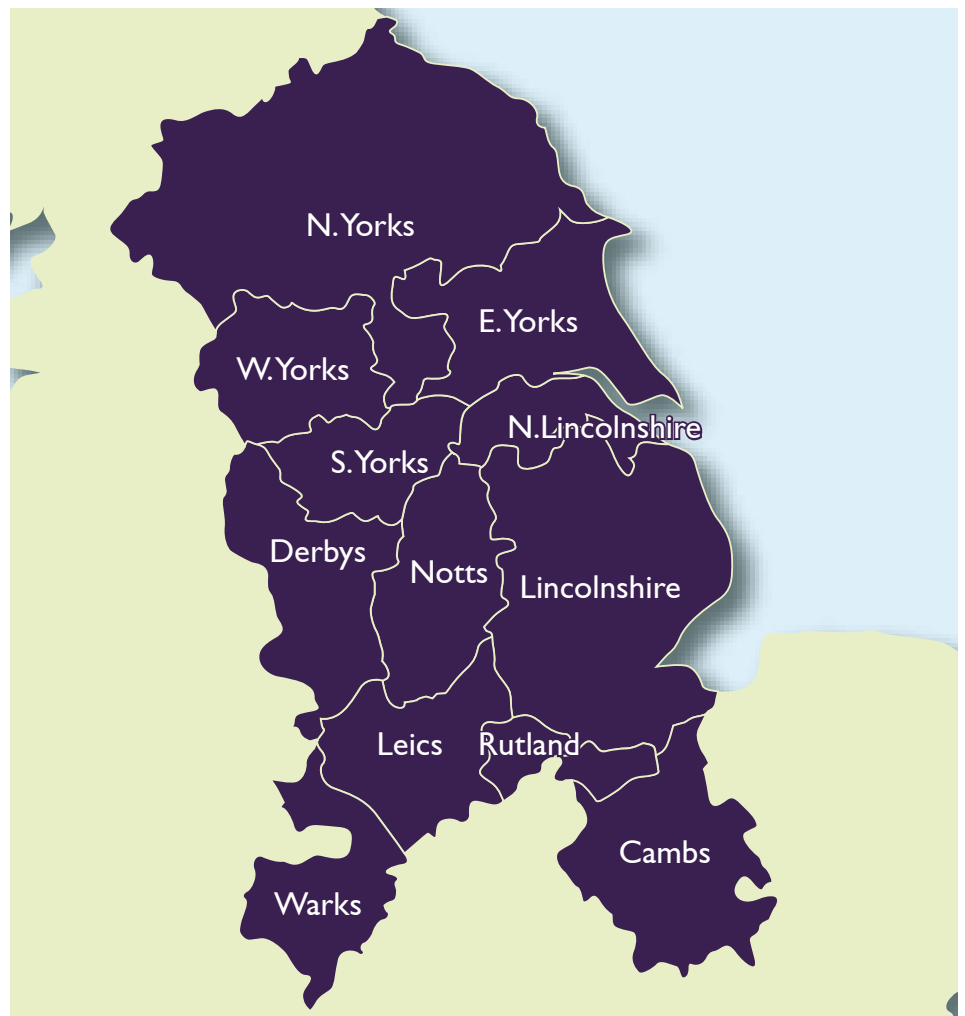 N.Yorks
E.Yorks
W.Yorks
N.Lincolnshire
S.Yorks
Derbys
Notts
Lincolnshire
Leics
Rutland
Cambs
Warks